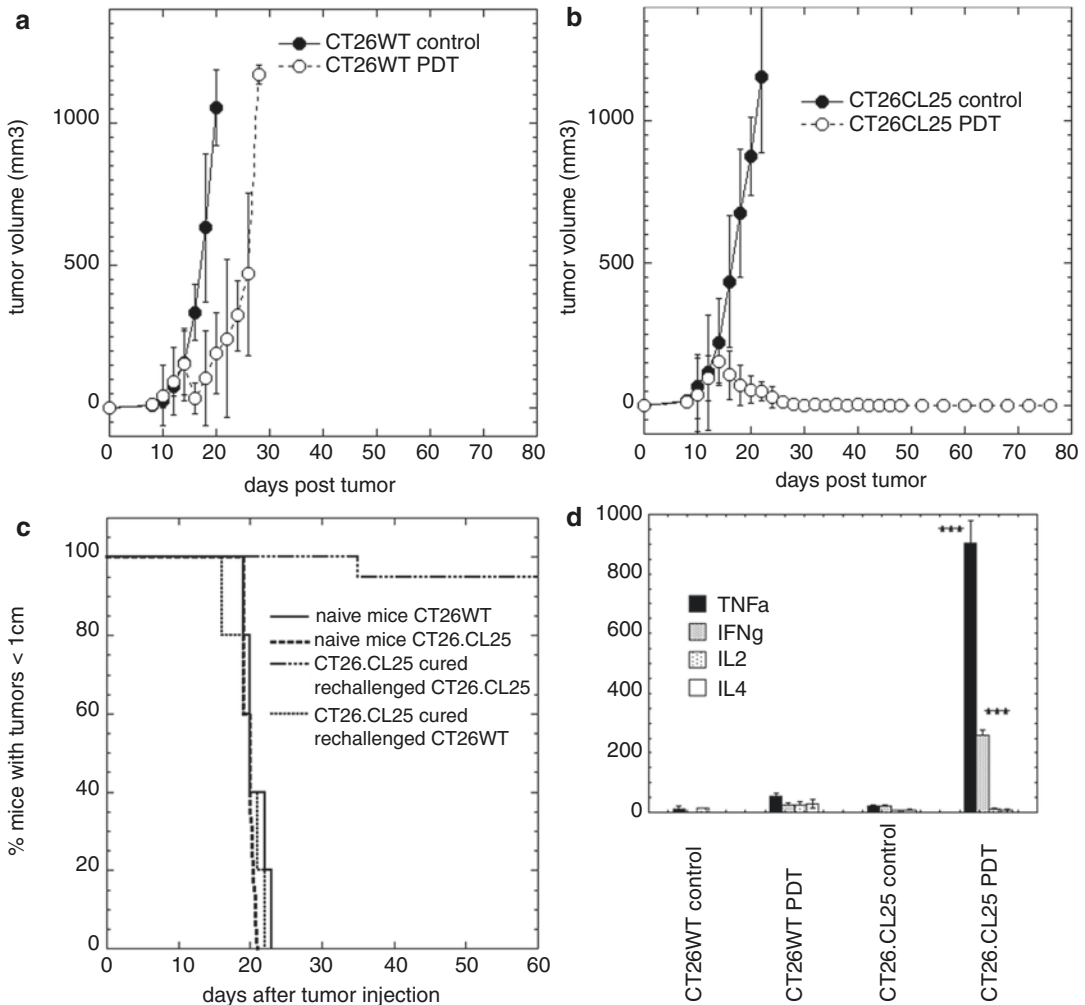 a
CT26WT control
CT26WT PDT
tumor volume (mm3)
1000
500
0
0 10 20 30 40 50 60 70 80
days post tumor
b
CT26CL25 control
CT26CL25 PDT
tumor volume (mm3)
1000
500
0
0 10 20 30 40 50 60 70 80
days post tumor
c
% mice with tumors < 1cm
100
80
60
40
20
0
naive mice CT26WT
naive mice CT26.CL25
CT26.CL25 cured
rechallenged CT26.CL25
CT26.CL25 cured
rechallenged CT26WT
0 10 20 30 40 50 60
days after tumor injection
d
1000
800
600
400
200
0
TNFa
IFNg
IL2
IL4
***
***
CT26WT control
CT26WT PDT
CT26.CL25 control
CT26.CL25 PDT